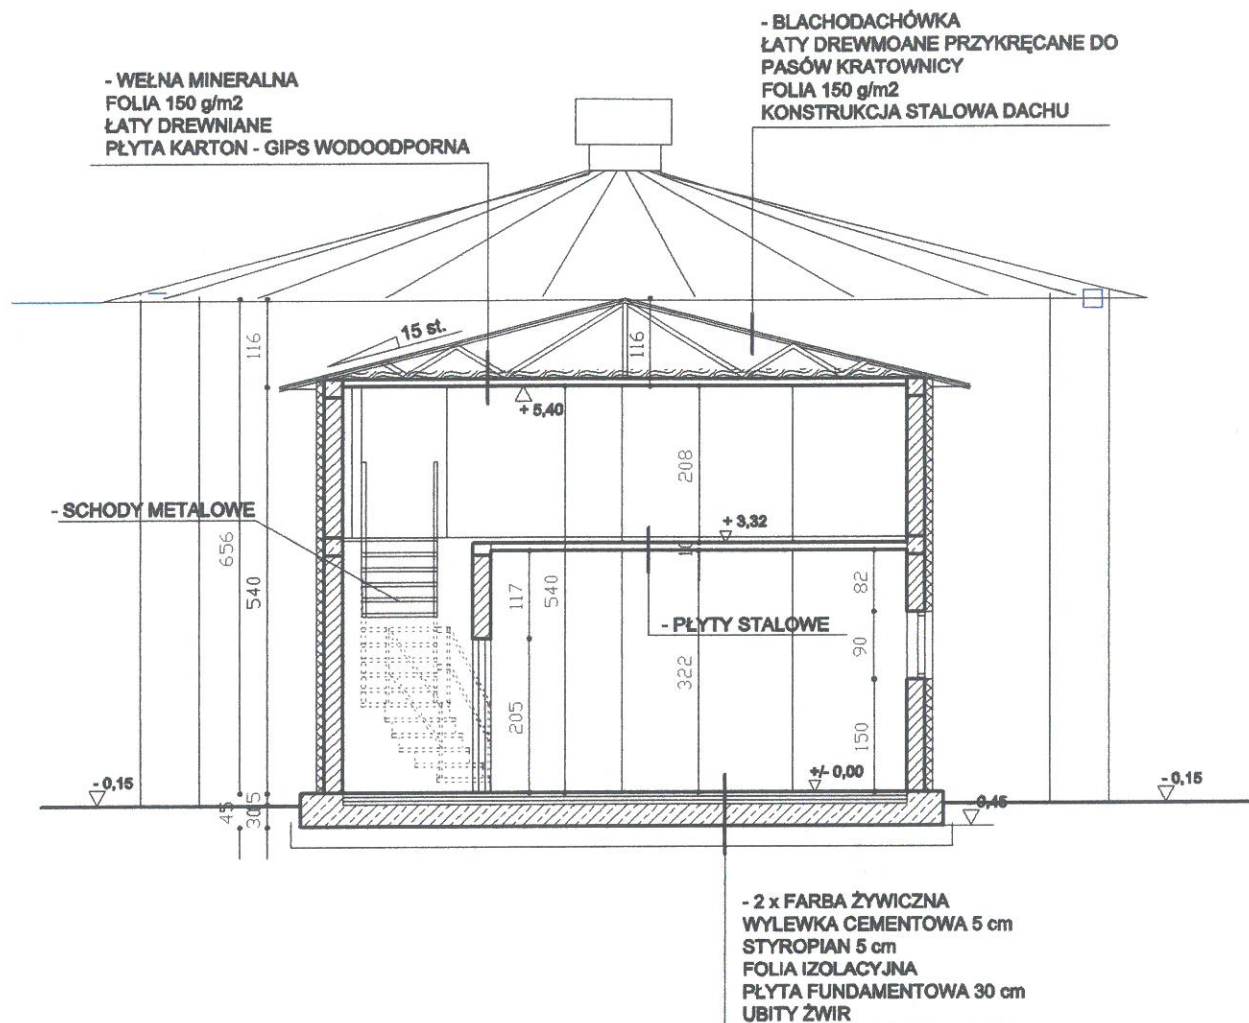 - BLACHODACHÓWKA
ŁATY DREWMOANE PRZYKRĘCANE DO
PASÓW KRATOWNICY
FOLIA 150 g/m2
KONSTRUKCJA STALOWA DACHU
- WEŁNA MINERALNA
FOLIA 150 g/m2
ŁATY DREWNIANE
PŁYTA KARTON - GIPS WODOODPORNA
15 st.
116
116
+ 5,40
208
- SCHODY METALOWE
+ 3,32
656
540
10
117
540
82
- PŁYTY STALOWE
90
322
205
150
+/- 0,00
- 0,15
- 0,15
45
30
15
- 0,45
- 2 x FARBA ŻYWICZNA
WYLEWKA CEMENTOWA 5 cm
STYROPIAN 5 cm
FOLIA IZOLACYJNA
PŁYTA FUNDAMENTOWA 30 cm
UBITY ŻWIR